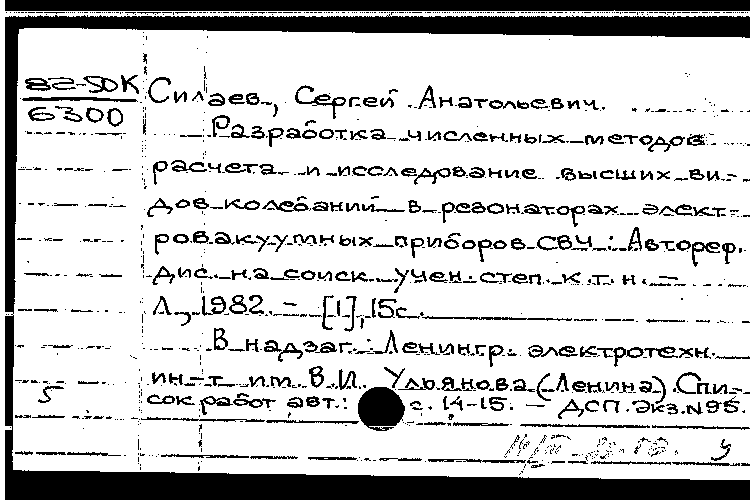 82-50К
6300
Силаев, Сергей Анатольевич.
Разработка численных методов
расчета и исследование высших ви-
дов колебаний в резонаторах элект-
ровакуумных приборов СВЧ : Автореф.
дис. на соиск. учен. степ. к.т.н. –
Л., 1982. – [1], 15с.
В надзаг.: Ленингр. электротехн.
ин-т им. В.И. Ульянова (Ленина). Спи-
5 сок работ авт.: с. 14-15. – ДСП. Экз.N95.